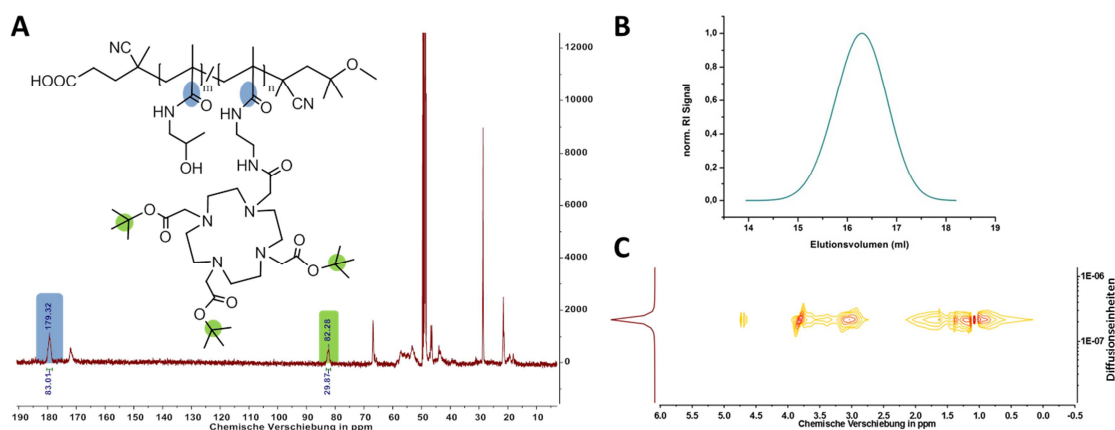 A
NC
HOOC
m
n
O
O
NC
O
HN
HN
OH
HN
O
O
O
N
N
N
N
O
O
O
O
12000
10000
8000
6000
4000
2000
0
179.32
82.28
83.01
29.87
190 180 170 160 150 140 130 120 110 100 90 80 70 60 50 40 30 20 10
Chemische Verschiebung in ppm
B
norm. RI Signal
1,0
0,8
0,6
0,4
0,2
0,0
14 15 16 17 18 19
Elutionsvolumen (ml)
C
1E-06
1E-07
Diffusionseinheiten
6.0 5.5 5.0 4.5 4.0 3.5 3.0 2.5 2.0 1.5 1.0 0.5 0.0 -0.5
Chemische Verschiebung in ppm